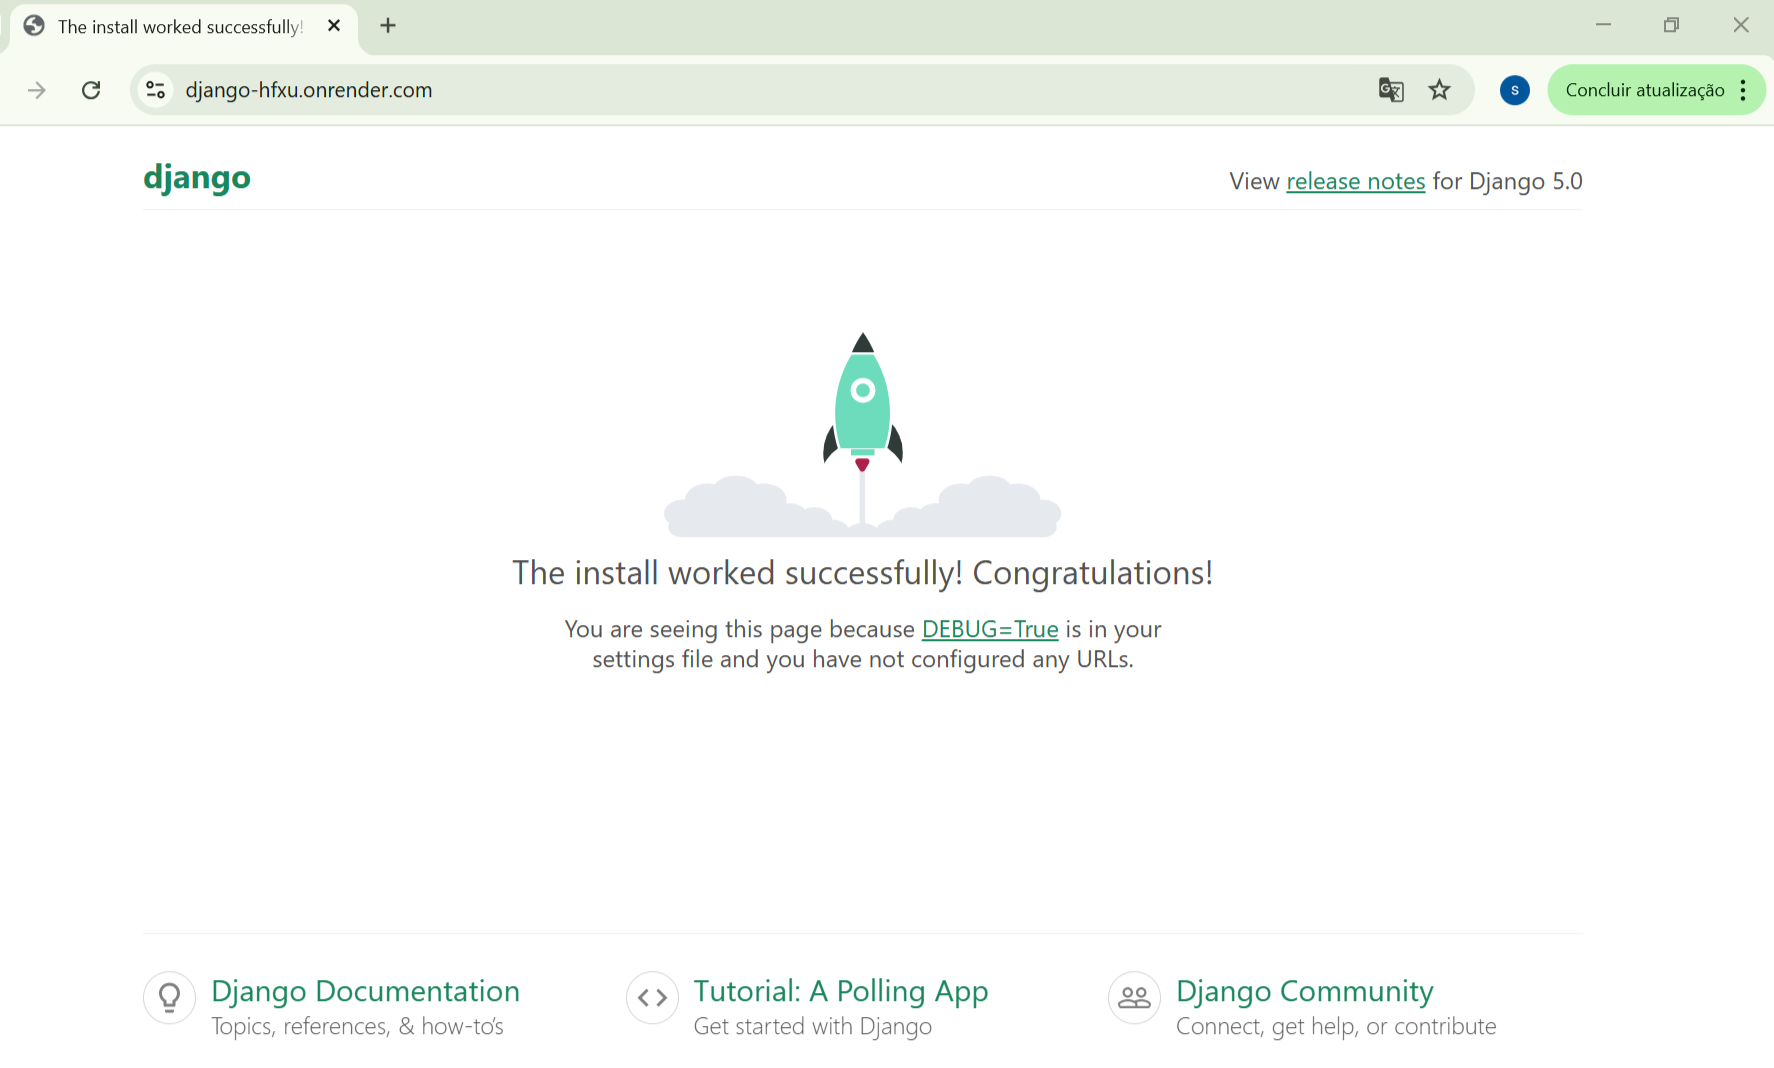 The install worked successfully!
django-hfxu.onrender.com
S
Concluir atualização
django
View release notes for Django 5.0
The install worked successfully! Congratulations!
You are seeing this page because DEBUG=True is in your
settings file and you have not configured any URLs.
Django Documentation
Topics, references, & how-to’s
Tutorial: A Polling App
Get started with Django
Django Community
Connect, get help, or contribute